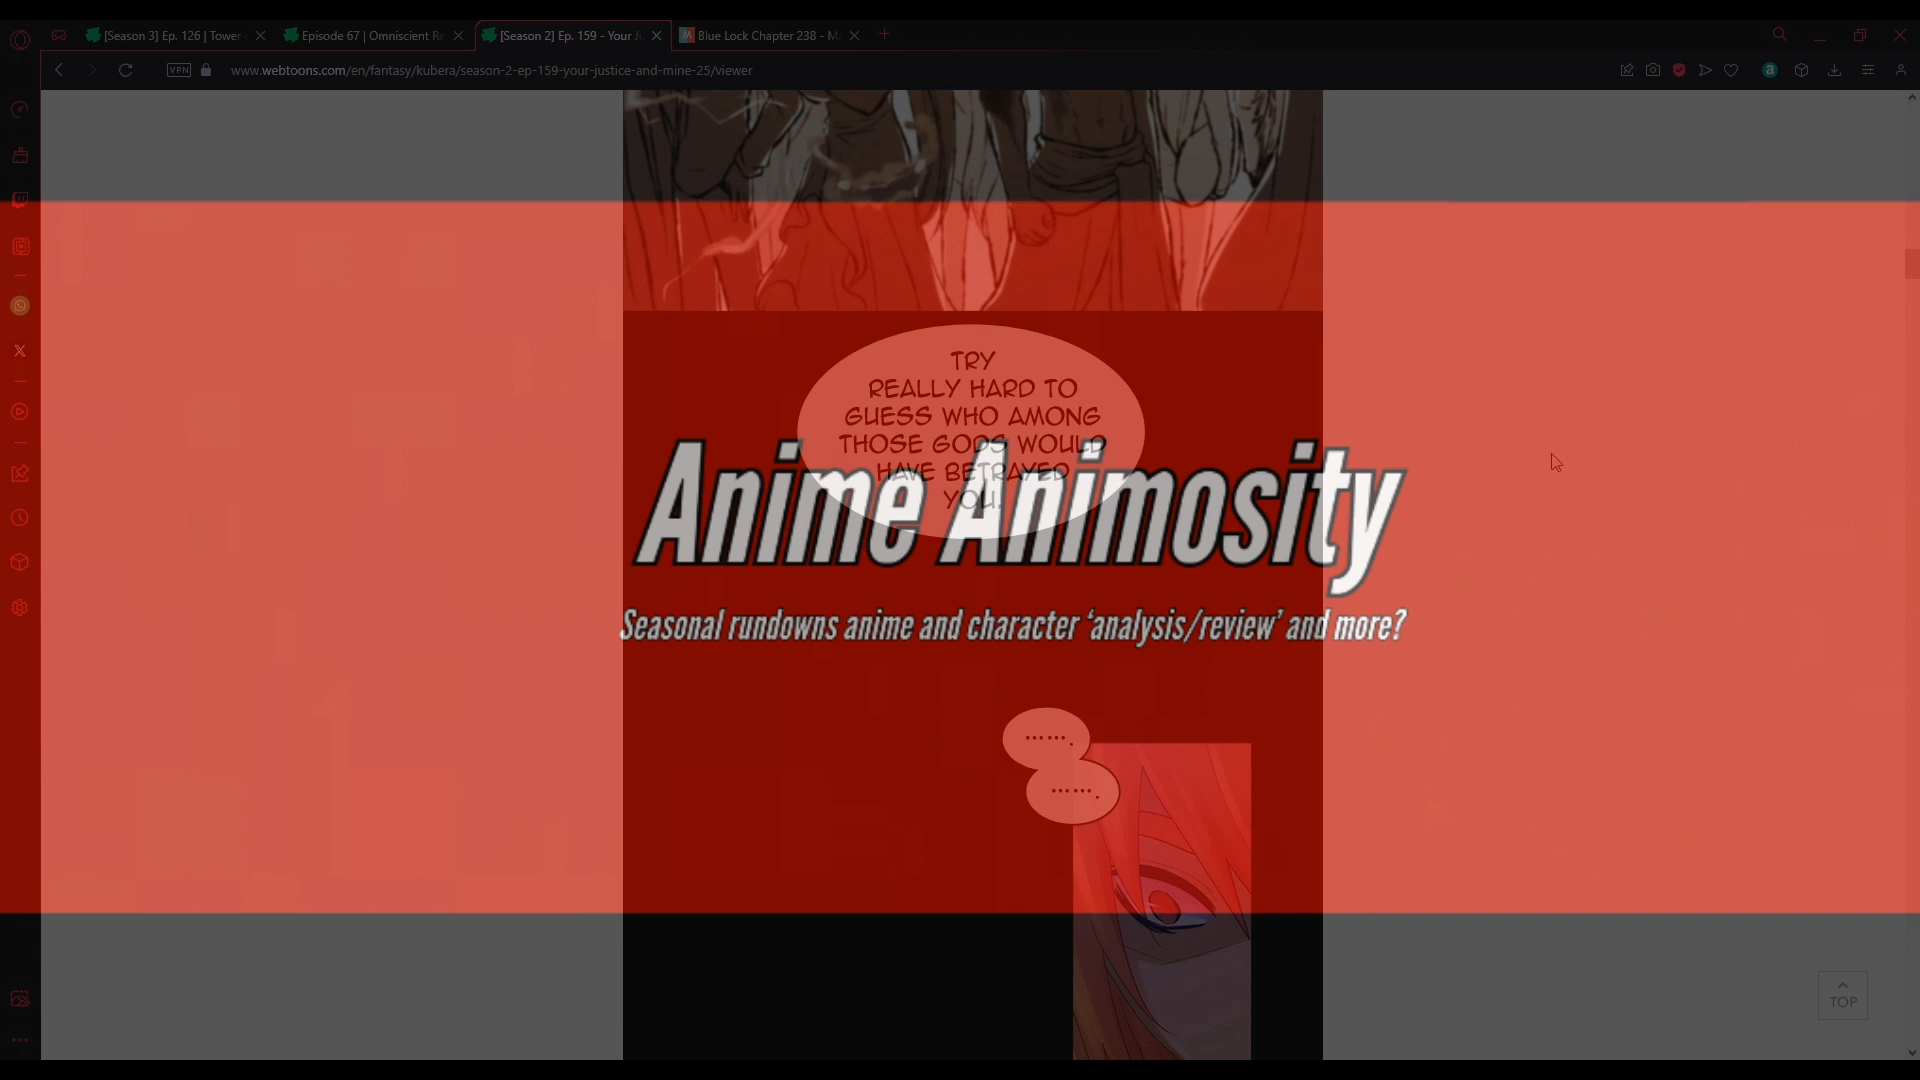 [Season 3] Ep. 126 | Tower
Episode 67 | Omniscient Re
[Season 2] Ep. 159 - Your Ju
Blue Lock Chapter 238 - M
VPN
www.webtoons.com/en/fantasy/kubera/season-2-ep-159-your-justice-and-mine-25/viewer
TRY
REALLY HARD TO
GUESS WHO AMONG
THOSE GODS WOULD
HAVE BETRAYED
YOU.
Anime Animosity
Seasonal rundowns anime and character ‘analysis/review’ and more?
.......
.......
TOP